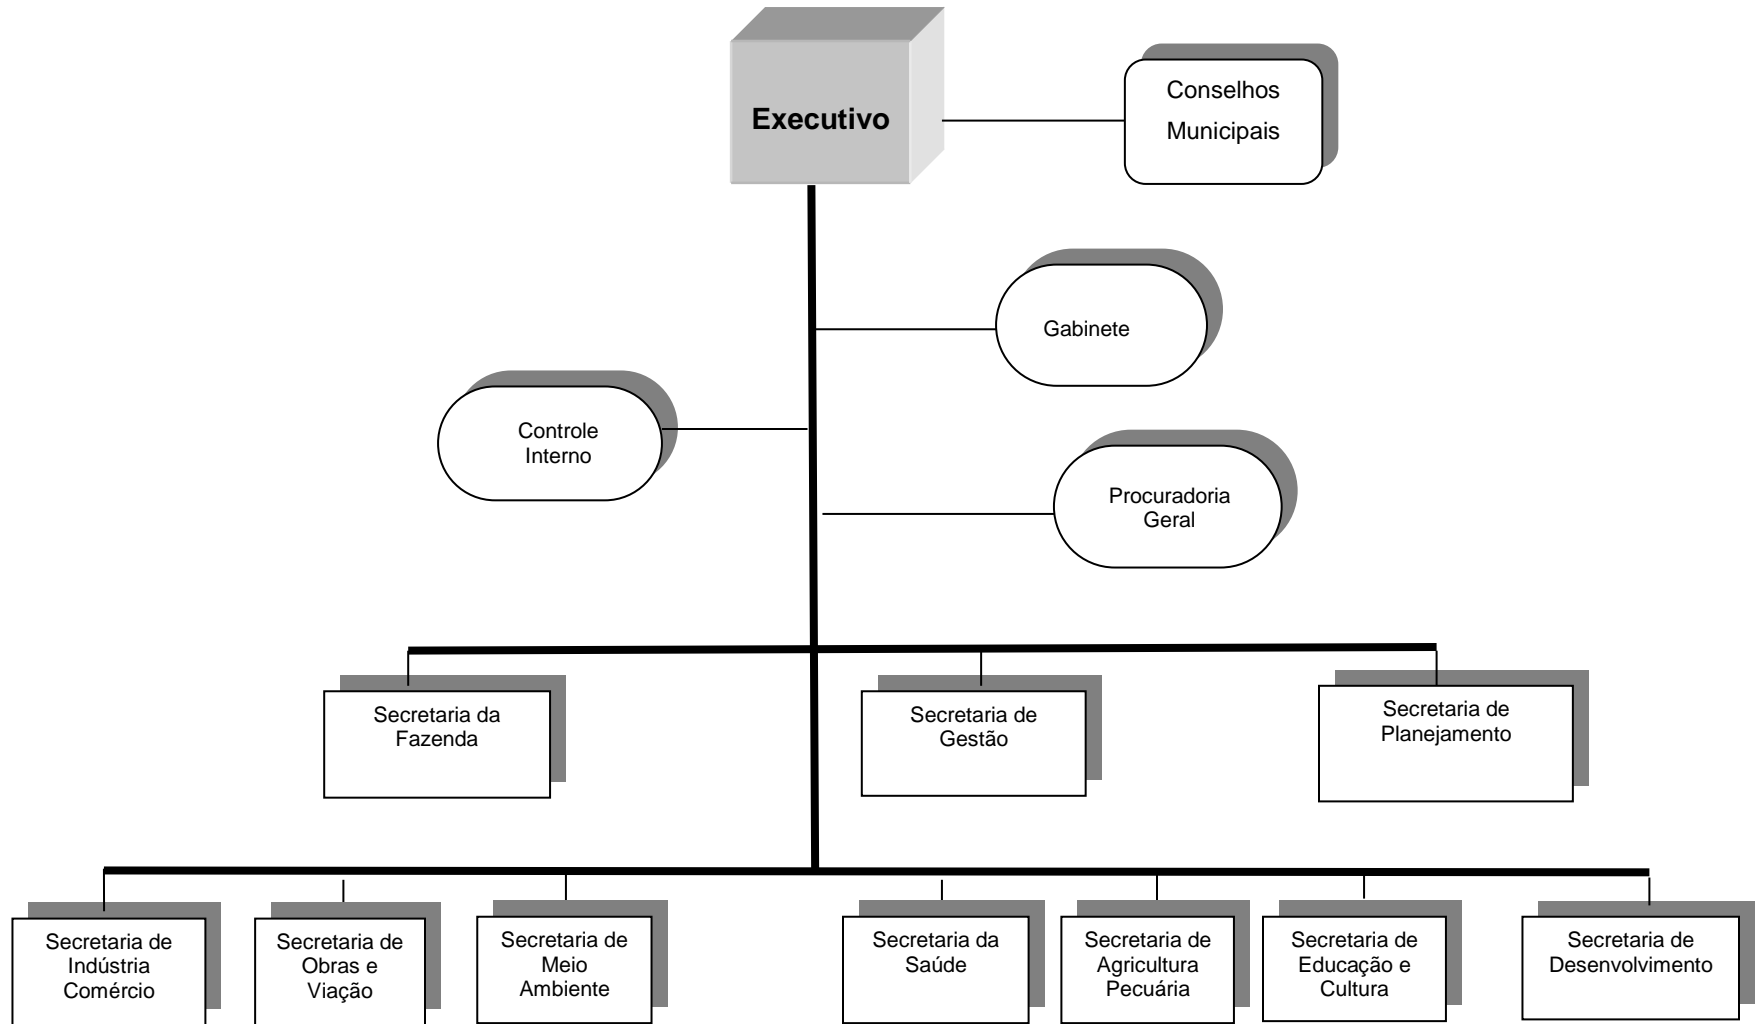 Executivo
Conselhos
Municipais
Gabinete
Controle
Interno
Procuradoria
Geral
Secretaria da
Fazenda
Secretaria de
Gestão
Secretaria de
Planejamento
Secretaria de
Indústria
Comércio
Secretaria de
Obras e
Viação
Secretaria de
Meio
Ambiente
Secretaria da
Saúde
Secretaria de
Agricultura
Pecuária
Secretaria de
Educação e
Cultura
Secretaria de
Desenvolvimento